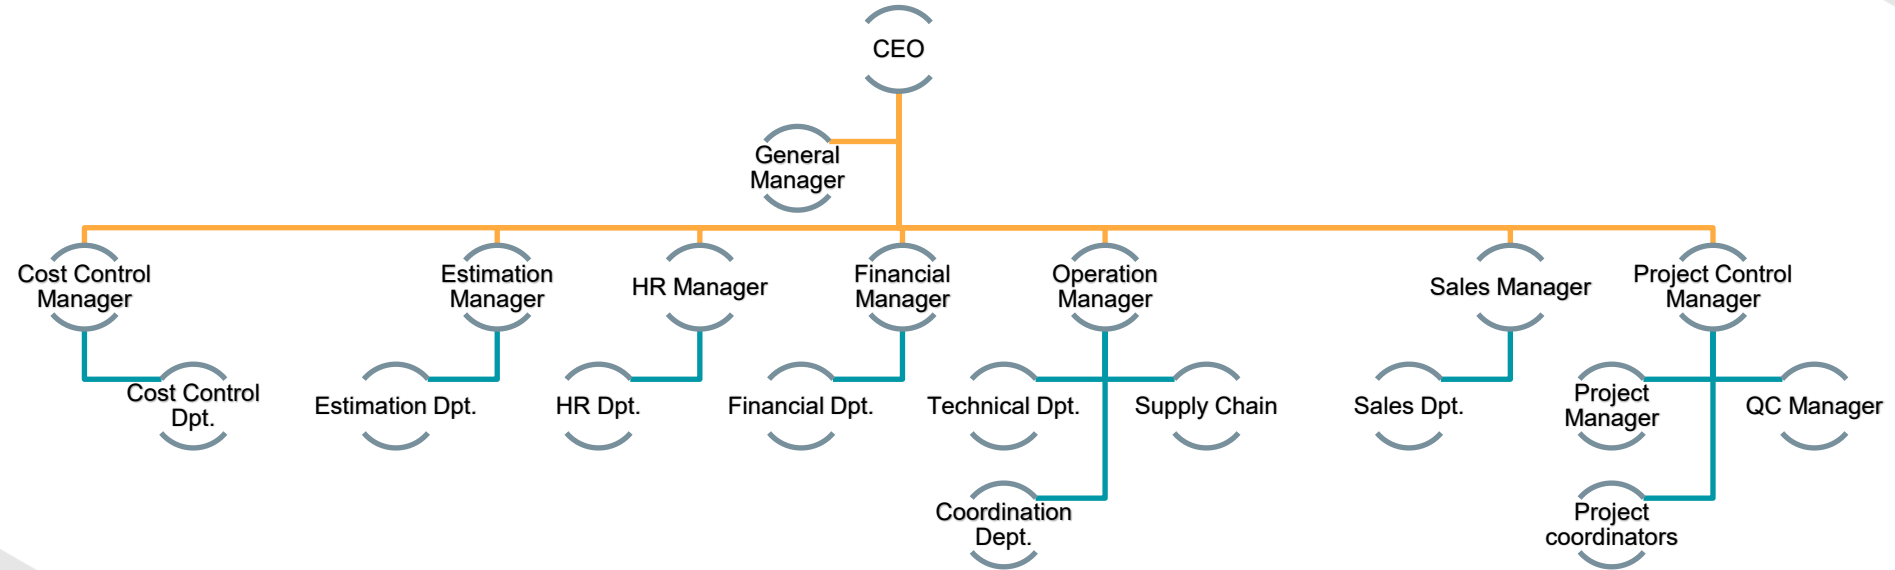 CEO
General
Manager
Cost Control
Manager
Estimation
Manager
HR Manager
Financial
Manager
Operation
Manager
Sales Manager
Project Control
Manager
Cost Control
Dpt.
Estimation Dpt.
HR Dpt.
Financial Dpt.
Technical Dpt.
Supply Chain
Sales Dpt.
Project
Manager
QC Manager
Coordination
Dept.
Project
coordinators